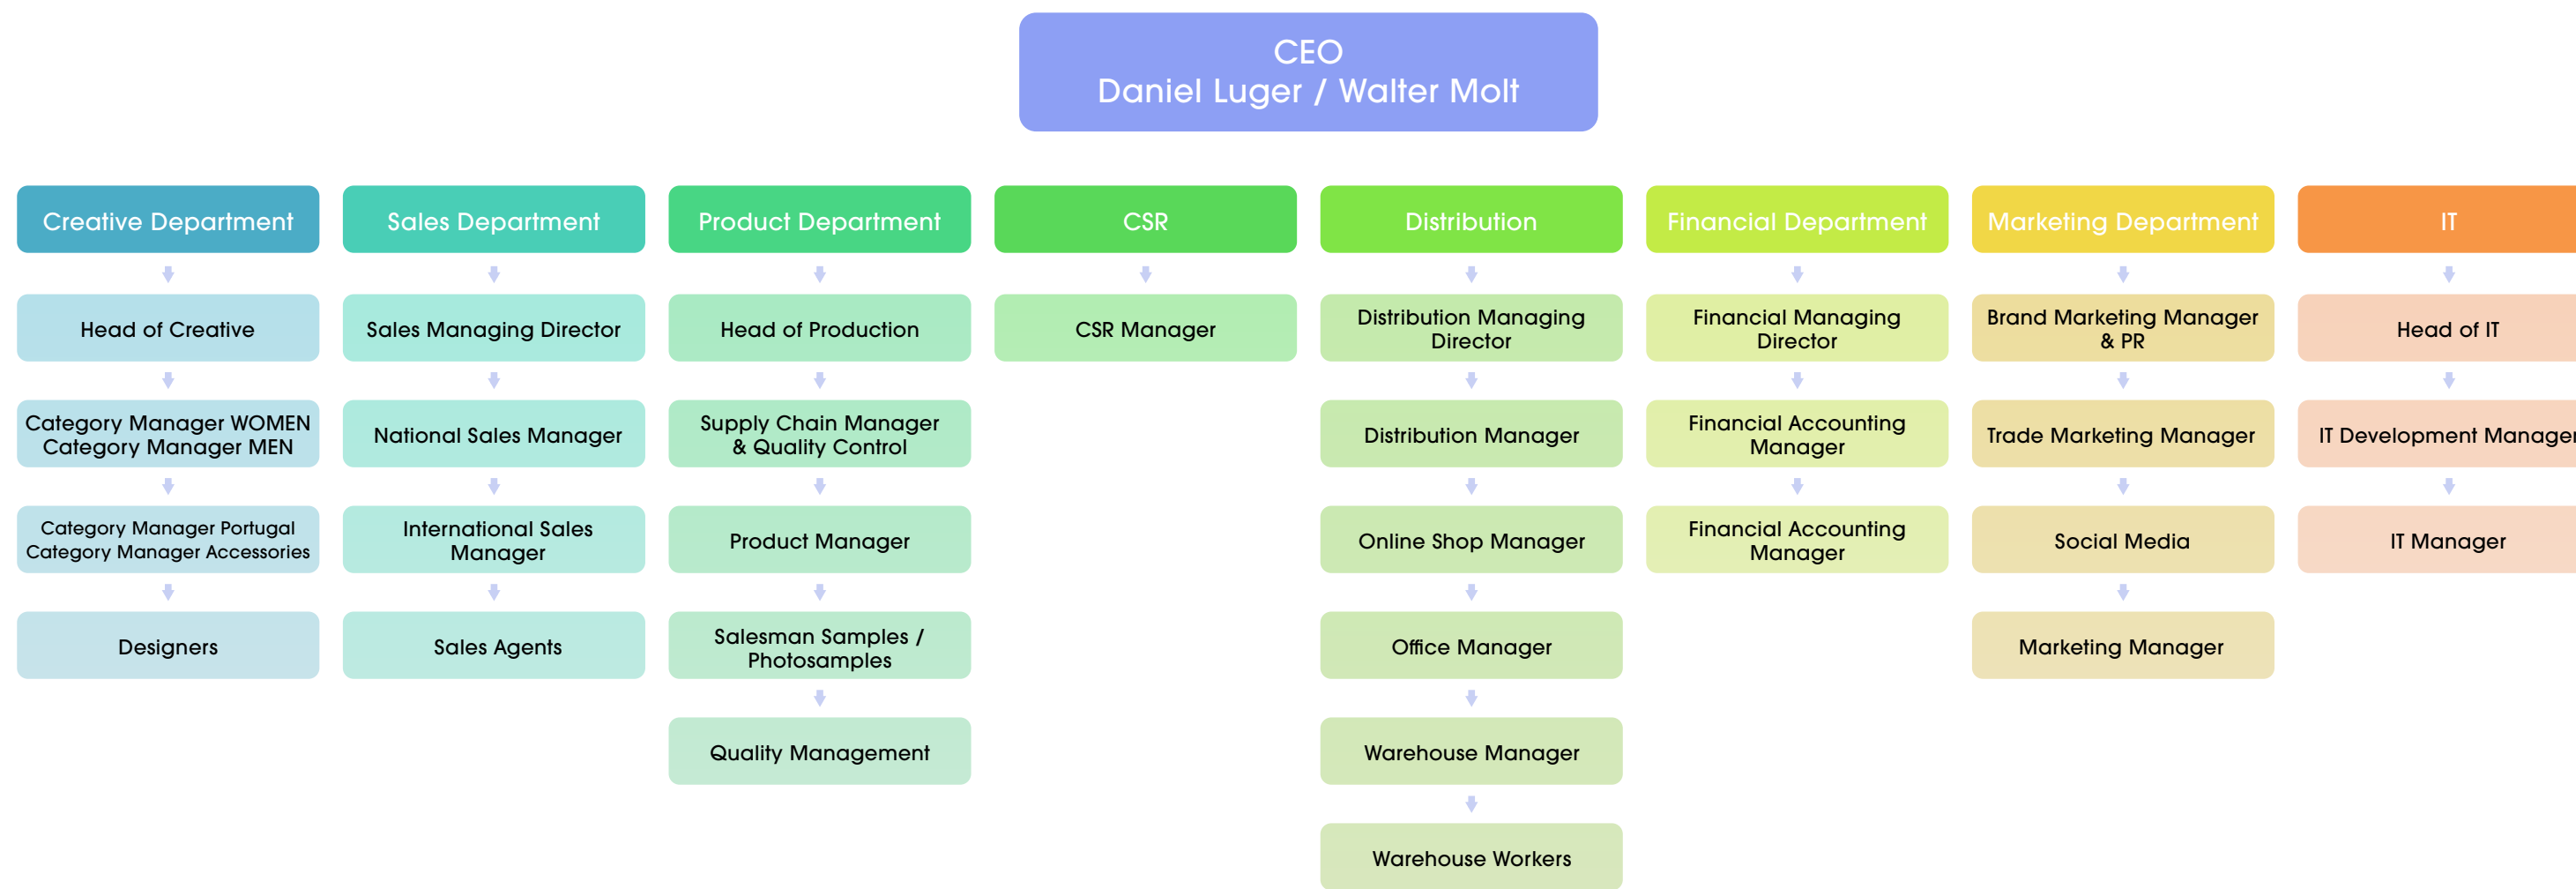 CEO
Daniel Luger / Walter Molt
Creative Department
Head of Creative
Category Manager WOMEN
Category Manager MEN
Category Manager Portugal
Category Manager Accessories
Designers
Sales Department
Sales Managing Director
National Sales Manager
International Sales
Manager
Sales Agents
Product Department
Head of Production
Supply Chain Manager
& Quality Control
Product Manager
Salesman Samples /
Photosamples
Quality Management
CSR
CSR Manager
Distribution
Distribution Managing
Director
Distribution Manager
Online Shop Manager
Office Manager
Warehouse Manager
Warehouse Workers
Financial Department
Financial Managing
Director
Financial Accounting
Manager
Financial Accounting
Manager
Marketing Department
Brand Marketing Manager
& PR
Trade Marketing Manager
Social Media
Marketing Manager
IT
Head of IT
IT Development Manager
IT Manager